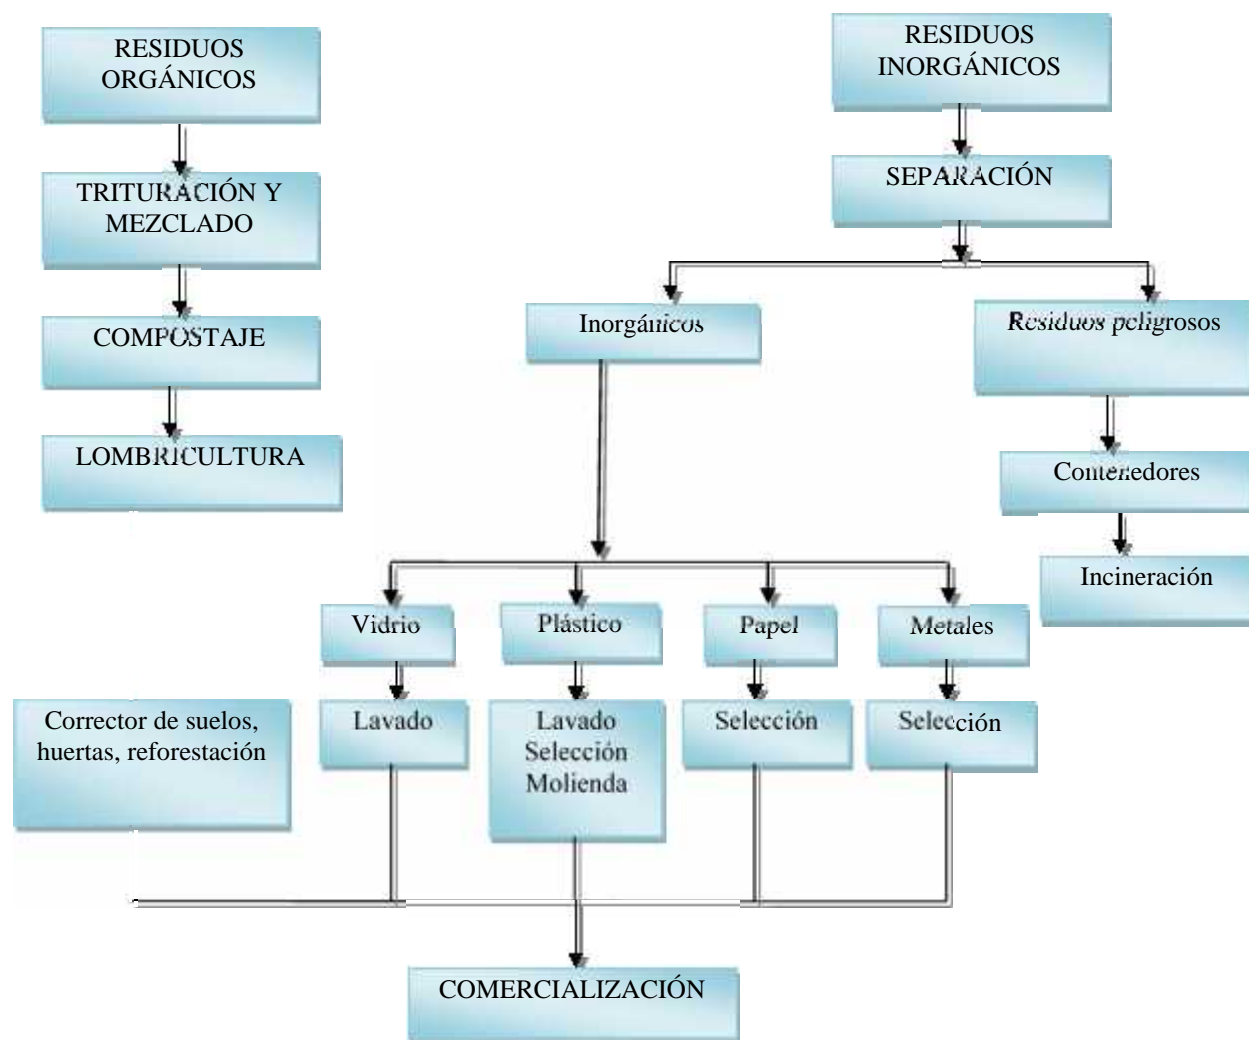 RESIDUOS
ORGÁNICOS
TRITURACIÓN Y
MEZCLADO
COMPOSTAJE
LOMBRICULTURA
RESIDUOS
INORGÁNICOS
SEPARACIÓN
Inorgánicos
Residuos peligrosos
Contenedores
Incineración
Vidrio
Plástico
Papel
Metales
Corrector de suelos,
huertas, reforestación
Lavado
Lavado
Selección
Molienda
Selección
Selección
COMERCIALIZACIÓN